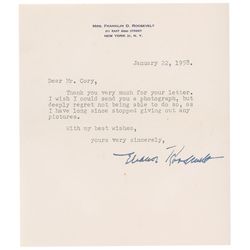 MRS. FRANKLIN D. ROOSEVELT
211 EAST 62ND STREET
NEW YORK 21, N. Y.
January 22, 1958.
Dear Mr. Cory,
Thank you very much for your letter.
I wish I could send you a photograph, but
deeply regret not being able to do so, as
I have long since stopped giving out any
pictures.
With my best wishes,
yours very sincerely,
Eleanor Roosevelt